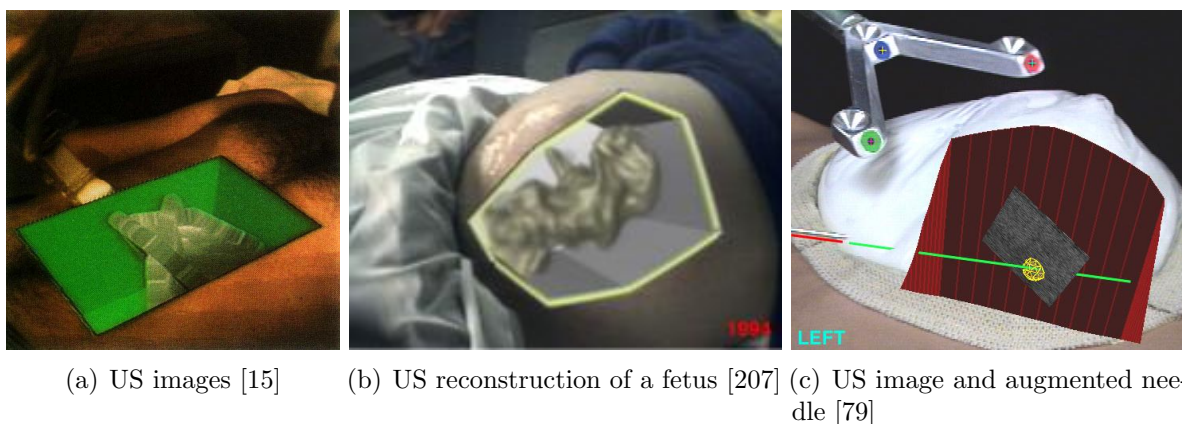 1994
LEFT
(a) US images [15]
(b) US reconstruction of a fetus [207]
(c) US image and augmented nee-
dle [79]